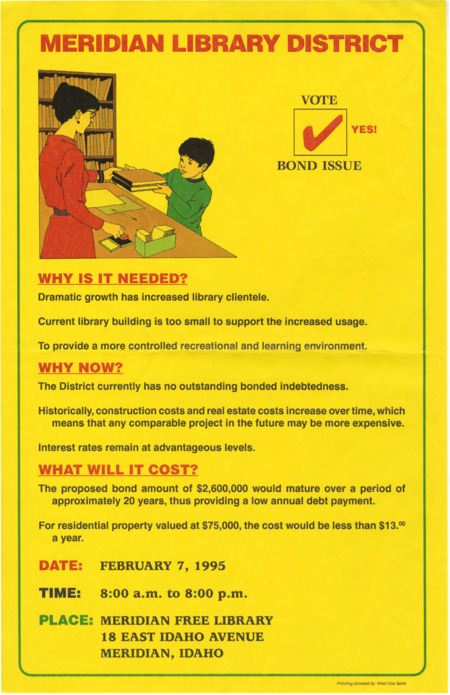 MERIDIAN LIBRARY DISTRICT
VOTE
YES!
BOND ISSUE
WHY IS IT NEEDED?
Dramatic growth has increased library clientele.
Current library building is too small to support the increased usage.
To provide a more controlled recreational and learning environment.
WHY NOW?
The District currently has no outstanding bonded indebtedness.
Historically, construction costs and real estate costs increase over time, which
means that any comparable project in the future may be more expensive.
Interest rates remain at advantageous levels.
WHAT WILL IT COST?
The proposed bond amount of $2,600,000 would mature over a period of
approximately 20 years, thus providing a low annual debt payment.
For residential property valued at $75,000, the cost would be less than $13.00
a year.
DATE: FEBRUARY 7, 1995
TIME: 8:00 a.m. to 8:00 p.m.
PLACE: MERIDIAN FREE LIBRARY
18 EAST IDAHO AVENUE
MERIDIAN, IDAHO
Printing donated by West One Bank